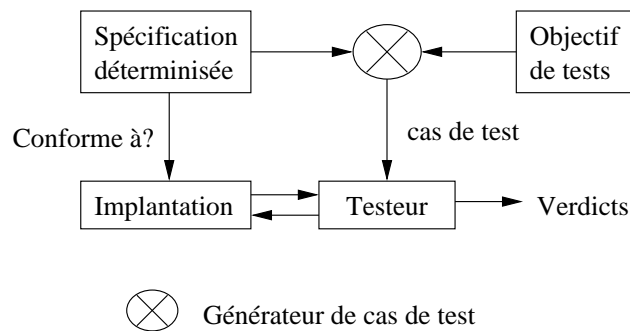 Spécification
déterminisée
Objectif
de tests
Conforme à?
cas de test
Implantation
Testeur
Verdicts
Générateur de cas de test